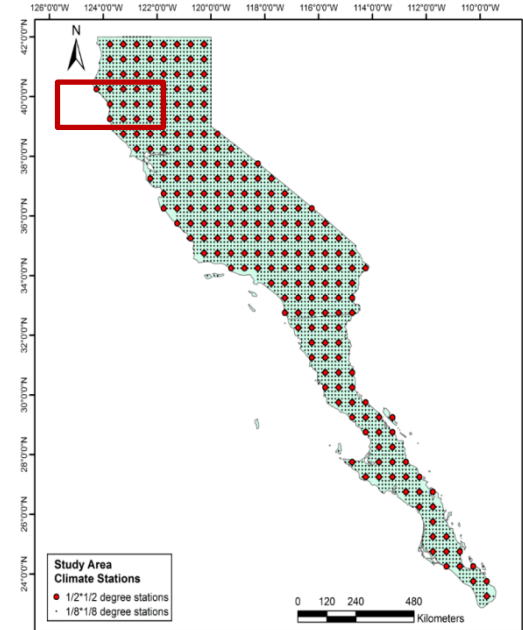 126°0'0"W 124°0'0"W 122°0'0"W 120°0'0"W 118°0'0"W 116°0'0"W 114°0'0"W 112°0'0"W 110°0'0"W
N
42°0'0"N
40°0'0"N
38°0'0"N
36°0'0"N
34°0'0"N
32°0'0"N
30°0'0"N
28°0'0"N
26°0'0"N
24°0'0"N
Study Area
Climate Stations
1/2*1/2 degree stations
1/8*1/8 degree stations
0 120 240 480
Kilometers